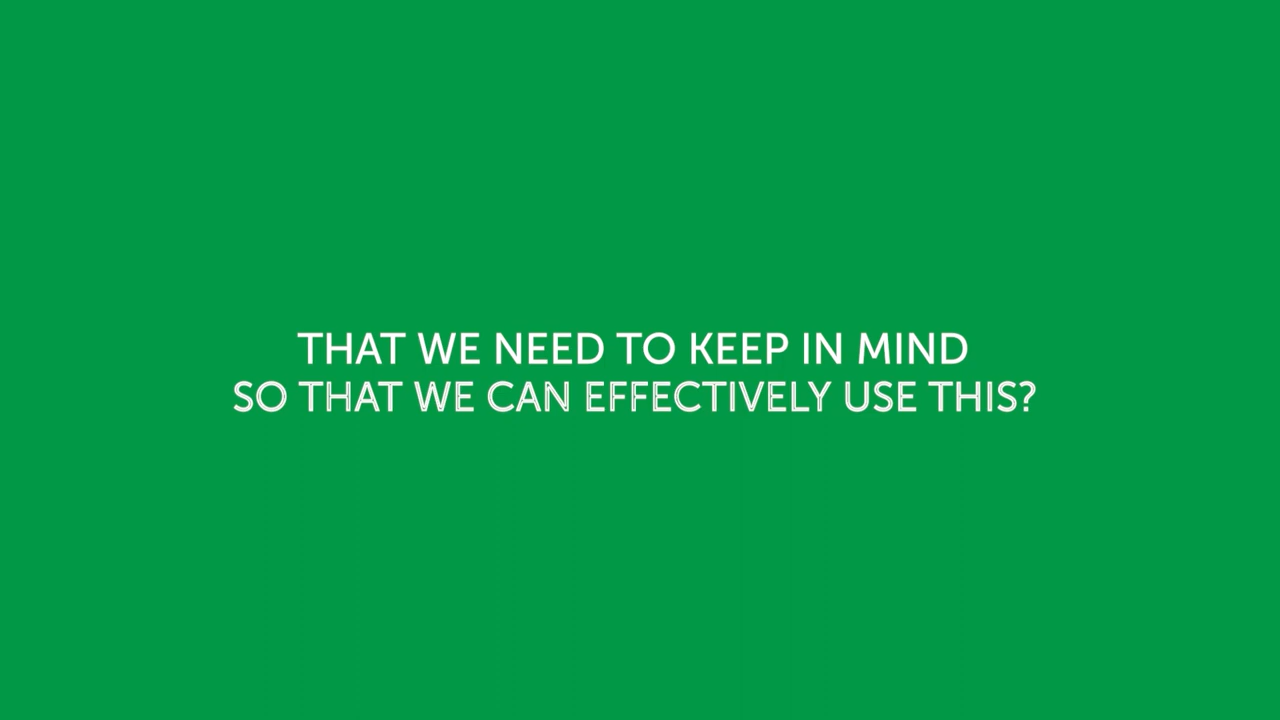 THAT WE NEED TO KEEP IN MIND
SO THAT WE CAN EFFECTIVELY USE THIS?